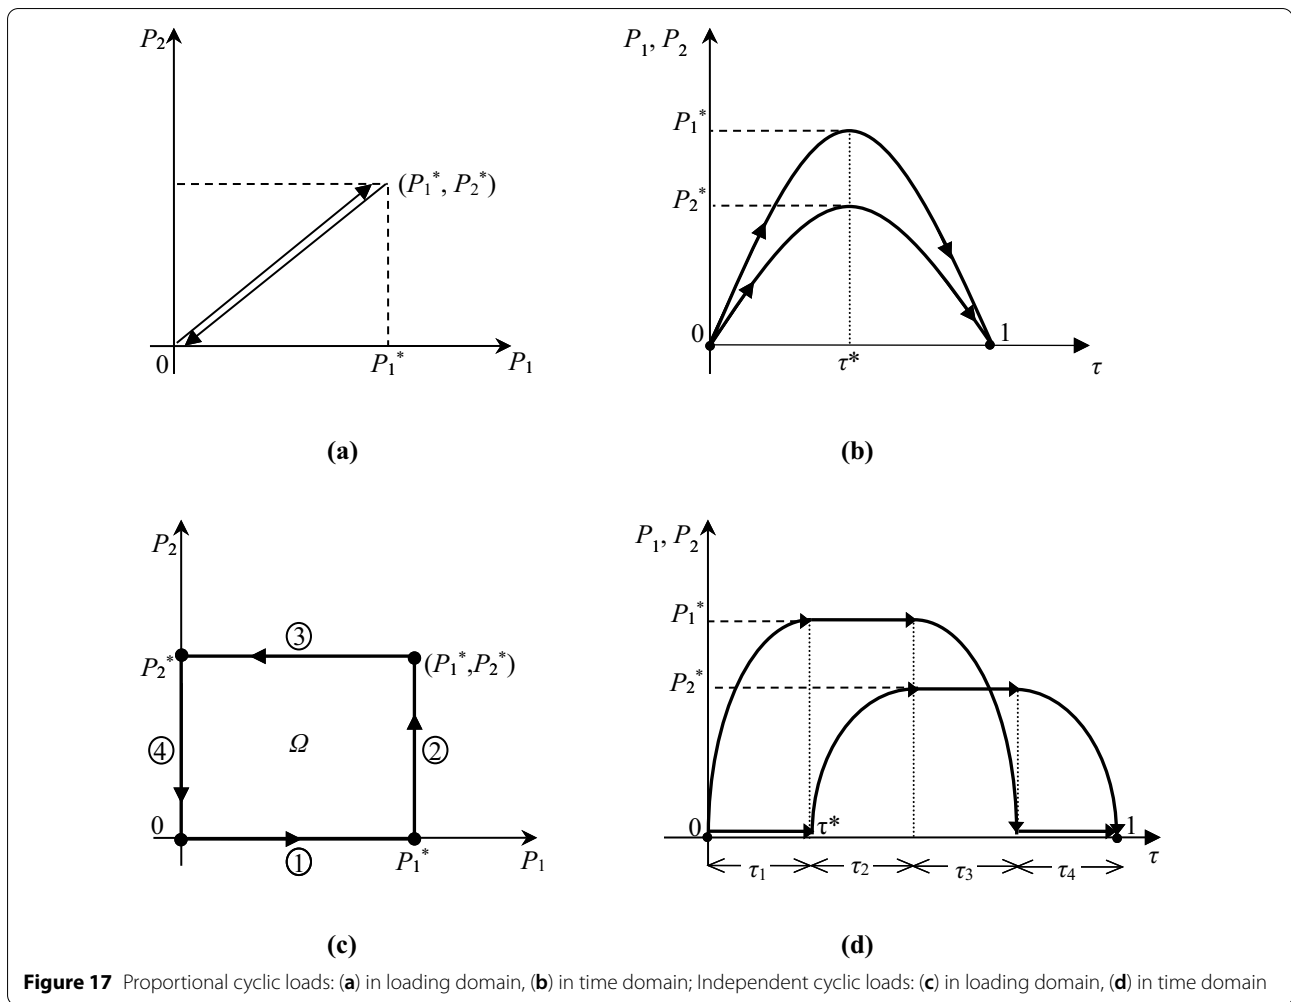 P₂
(P₁*, P₂*)
0
P₁*
P₁
(a)
P₁, P₂
P₁*
P₂*
0
1
τ*
τ
(b)
P₂
③
P₂*
(P₁*,P₂*)
④
Ω
②
0
①
P₁*
P₁
(c)
P₁, P₂
P₁*
P₂*
0
τ*
1
τ₁
τ₂
τ₃
τ₄
τ
(d)
Figure 17 Proportional cyclic loads: (a) in loading domain, (b) in time domain; Independent cyclic loads: (c) in loading domain, (d) in time domain